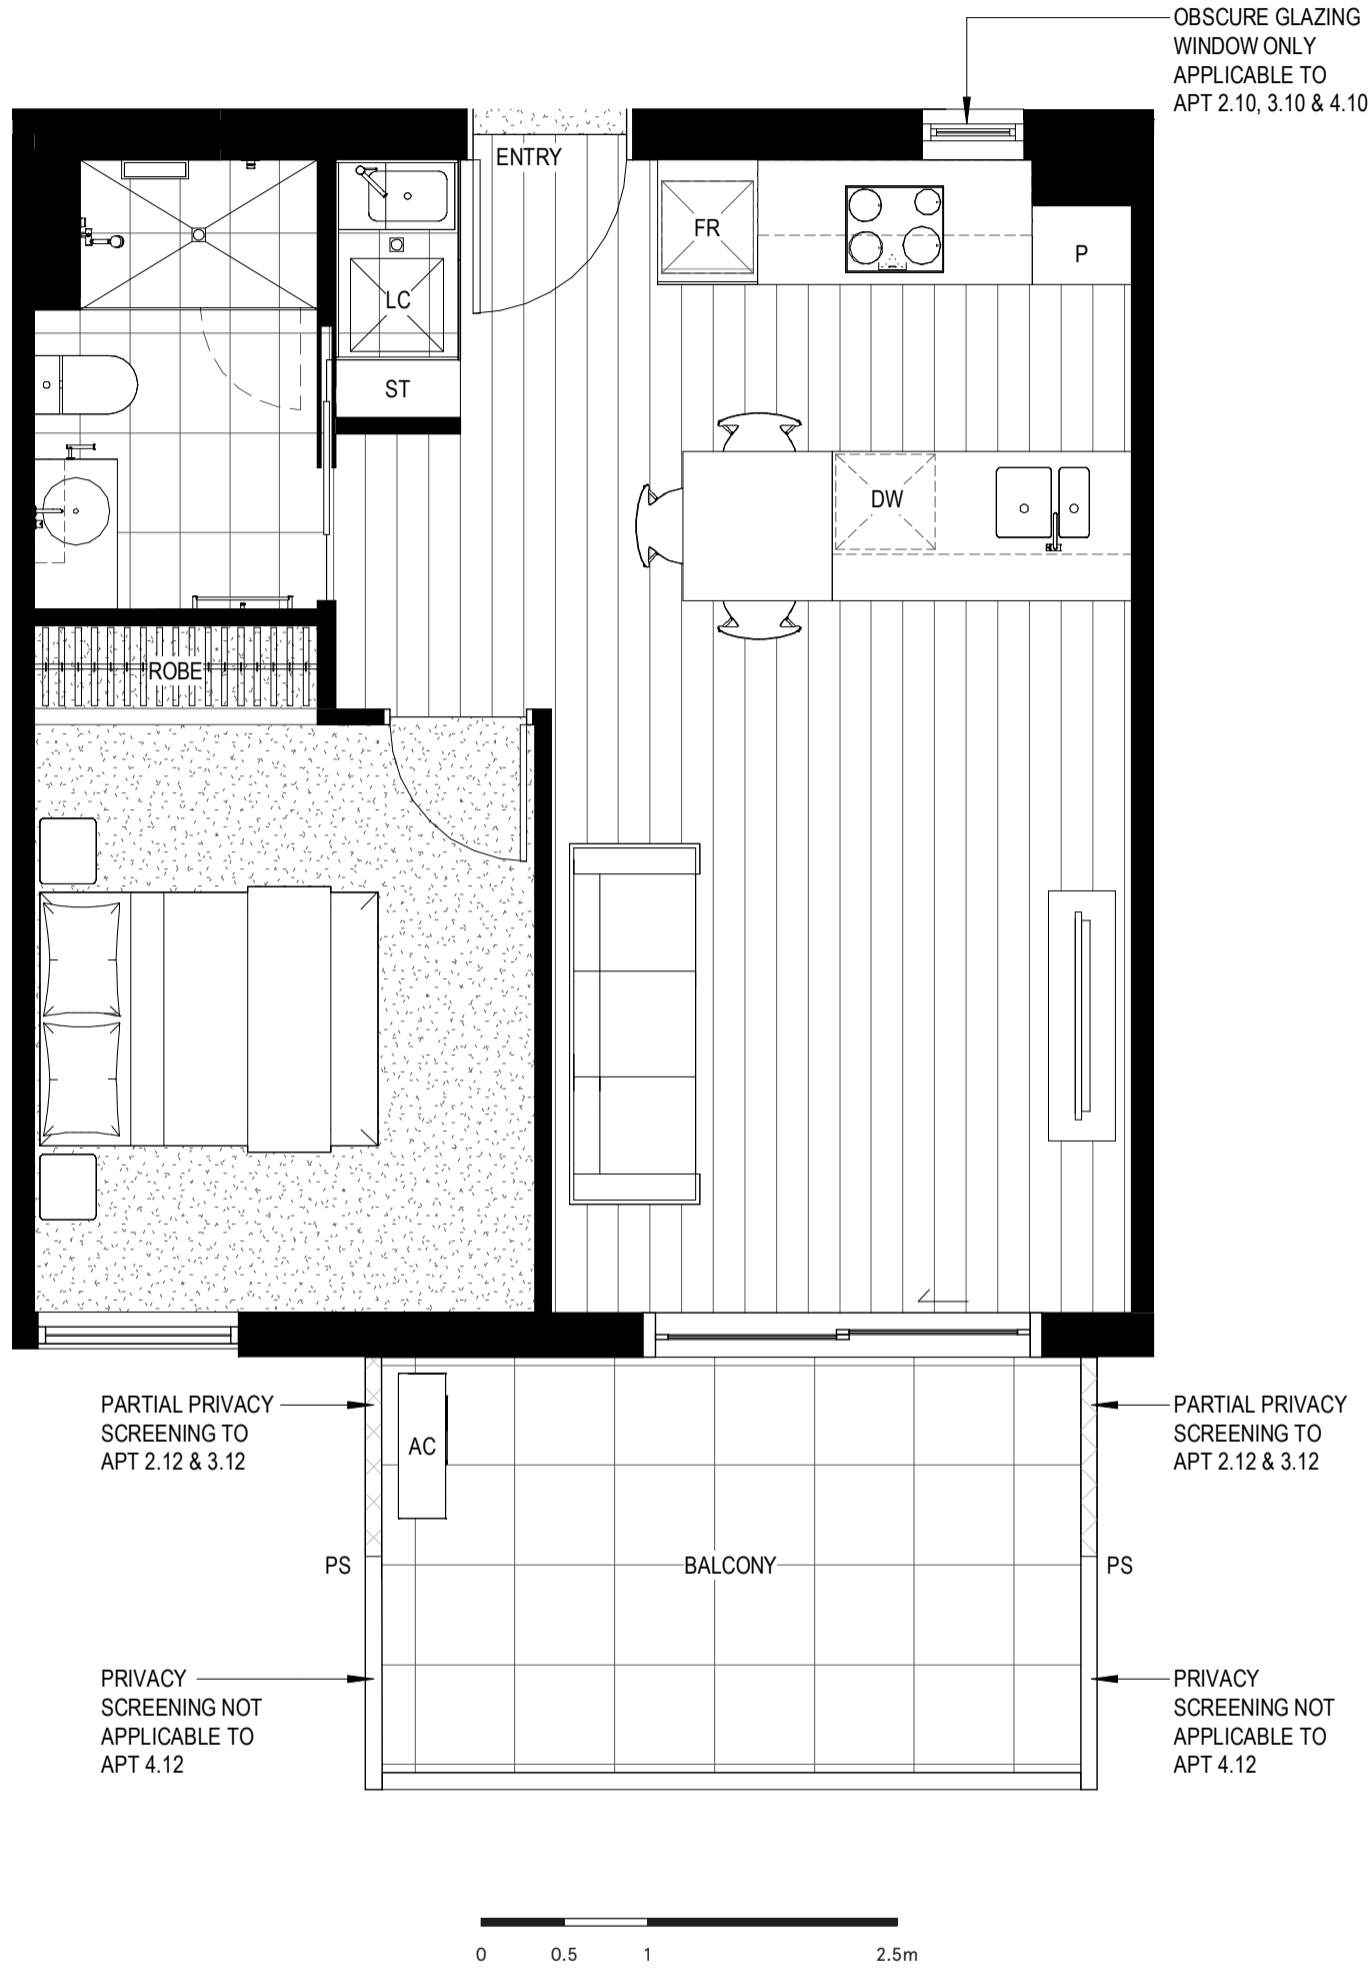 OBSCURE GLAZING
WINDOW ONLY
APPLICABLE TO
APT 2.10, 3.10 & 4.10
ENTRY
FR
P
LC
ST
DW
ROBE
PARTIAL PRIVACY
SCREENING TO
APT 2.12 & 3.12
AC
PARTIAL PRIVACY
SCREENING TO
APT 2.12 & 3.12
PS
BALCONY
PS
PRIVACY
SCREENING NOT
APPLICABLE TO
APT 4.12
PRIVACY
SCREENING NOT
APPLICABLE TO
APT 4.12
0 0.5 1 2.5m